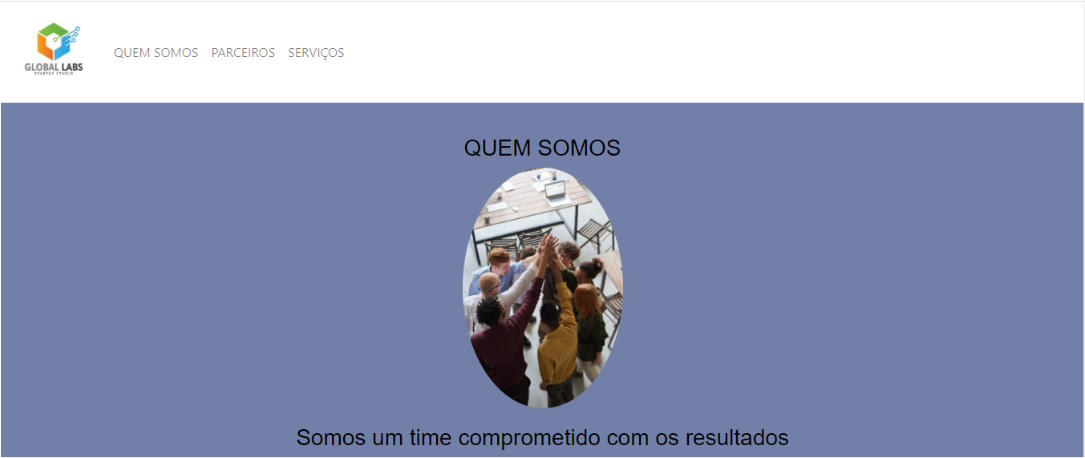 GLOBAL LABS
STARTUP STUDIO
QUEM SOMOS PARCEIROS SERVIÇOS
QUEM SOMOS
Somos um time comprometido com os resultados